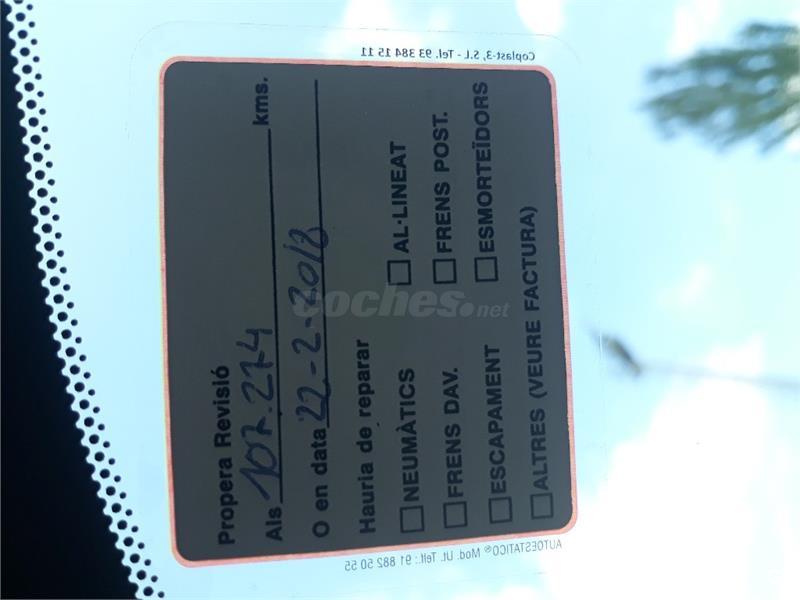 Propera Revisió
Als 107.274 kms.
O en data 22-2-2018
Hauria de reparar
NEUMÀTICS AL·LINEAT
FRENS DAV. FRENS POST.
ESCAPAMENT ESMORTEÏDORS
ALTRES (VEURE FACTURA)
Coplast-3, S.L - Tel. 93 384 15 11
AUTOESTATICO® Mod. Ut. Telf.: 91 882 50 55
coches.net